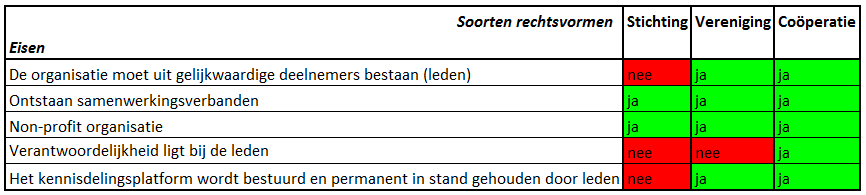 Soorten rechtsvormen Stichting Vereniging Coöperatie
Eisen
De organisatie moet uit gelijkwaardige deelnemers bestaan (leden) nee ja ja
Ontstaan samenwerkingsverbanden ja ja ja
Non-profit organisatie ja ja ja
Verantwoordelijkheid ligt bij de leden nee nee ja
Het kennisdelingsplatform wordt bestuurd en permanent in stand gehouden door leden nee ja ja